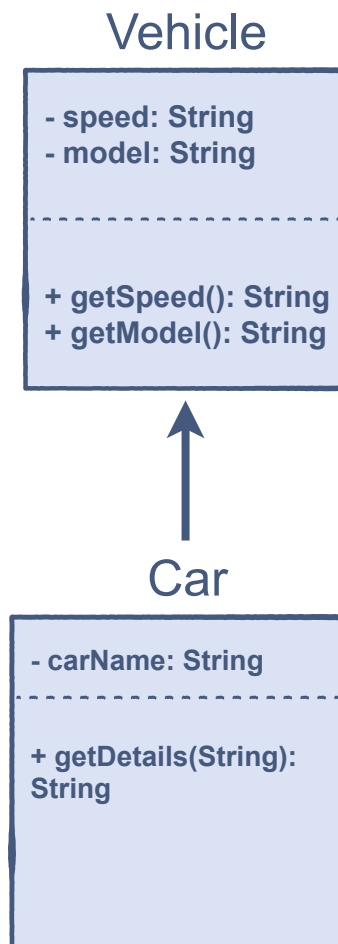 Vehicle
- speed: String
- model: String
+ getSpeed(): String
+ getModel(): String
Car
- carName: String
+ getDetails(String):
String